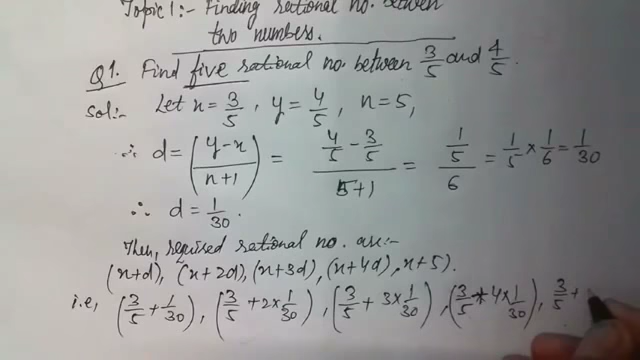 Topic 1:- Finding rational no. between
two numbers.
Q1. Find five rational no. between 3/5 and 4/5.
Sol:- Let x = 3/5, y = 4/5, n = 5,
∴ d = (y-x / n+1) = 4/5 - 3/5 / 5+1 = 1/5 / 6 = 1/5 × 1/6 = 1/30
∴ d = 1/30.
Then, required rational no. are:-
(x+d), (x+2d), (x+3d), (x+4d), x+5).
i.e, (3/5 + 1/30), (3/5 + 2×1/30), (3/5 + 3×1/30), (3/5 + 4×1/30), 3/5 +